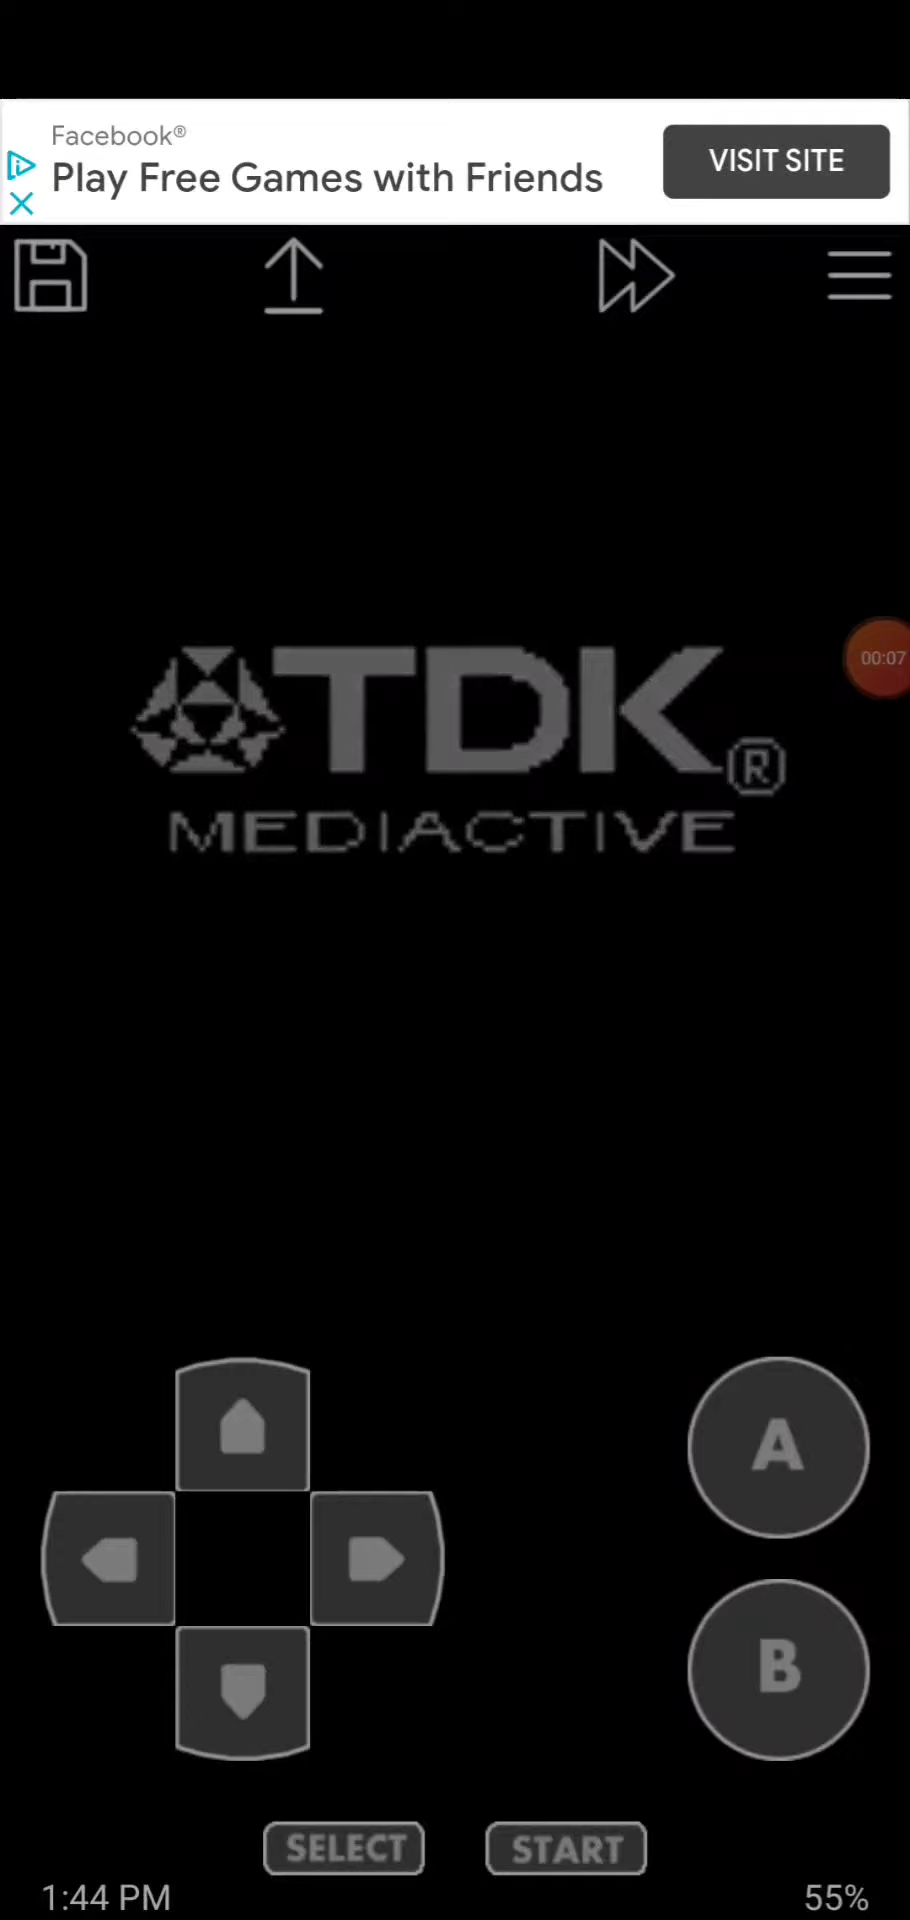 Facebook®
Play Free Games with Friends
VISIT SITE
00:07
TDK®
MEDIACTIVE
A
B
SELECT
START
1:44 PM
55%